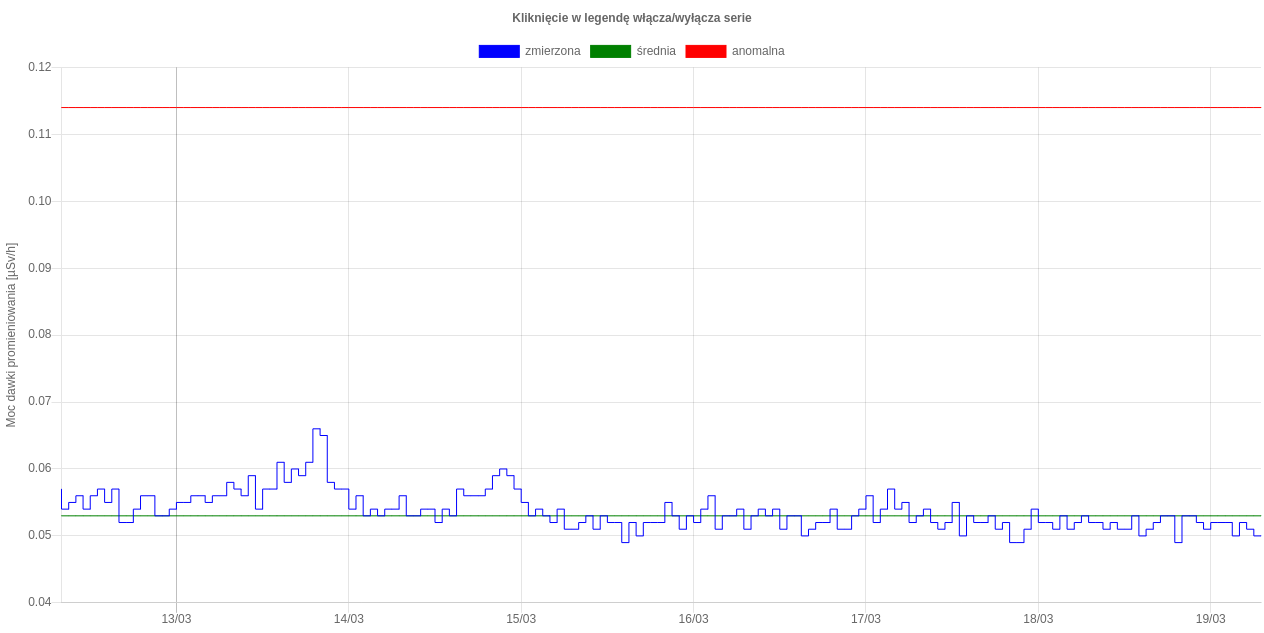 Kliknięcie w legendę włącza/wyłącza serie
zmierzona średnia anomalna
Moc dawki promieniowania [µSv/h]
0.12
0.11
0.10
0.09
0.08
0.07
0.06
0.05
0.04
13/03 14/03 15/03 16/03 17/03 18/03 19/03